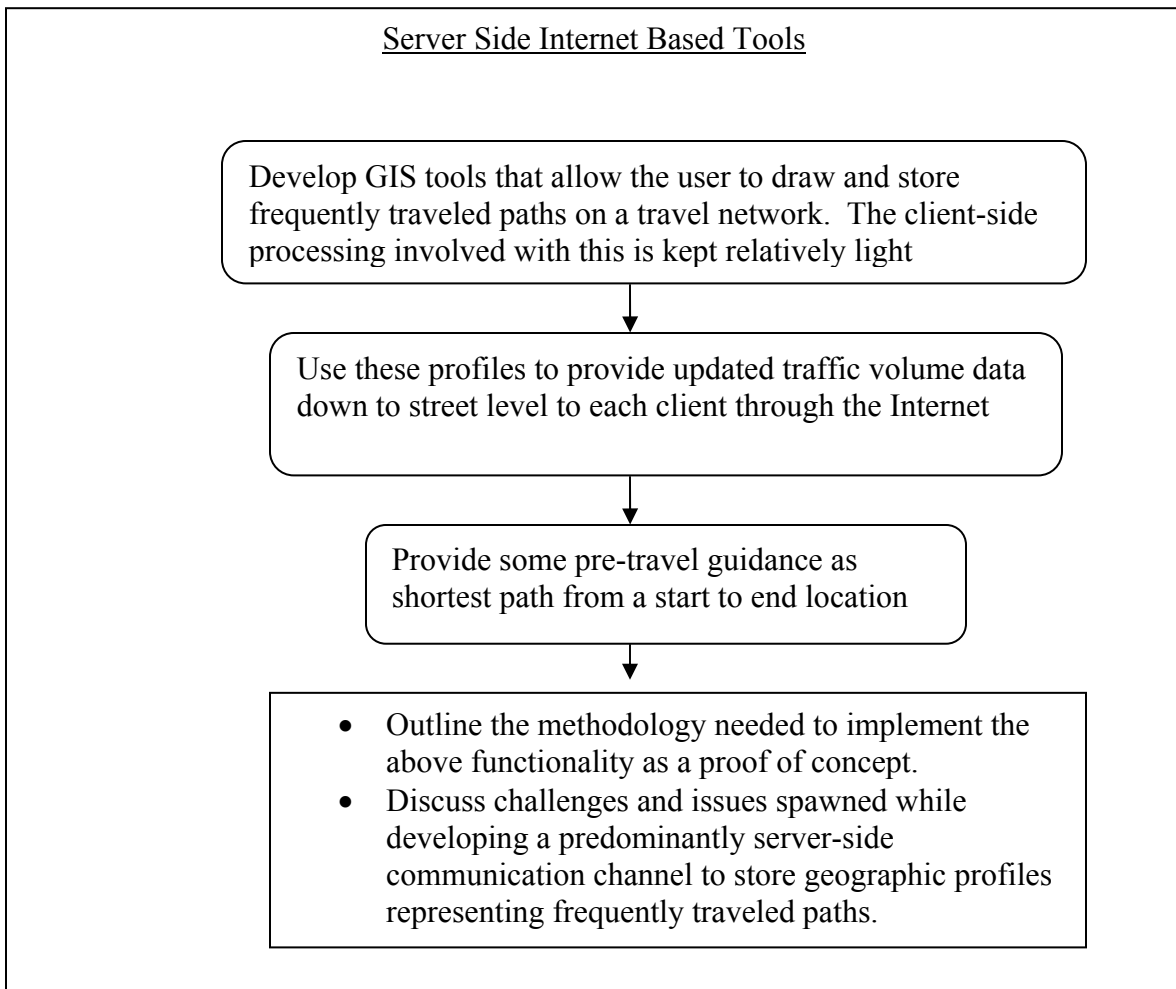 Server Side Internet Based Tools
Develop GIS tools that allow the user to draw and store
frequently traveled paths on a travel network.  The client-side
processing involved with this is kept relatively light
Use these profiles to provide updated traffic volume data
down to street level to each client through the Internet
Provide some pre-travel guidance as
shortest path from a start to end location
• Outline the methodology needed to implement the
above functionality as a proof of concept.
• Discuss challenges and issues spawned while
developing a predominantly server-side
communication channel to store geographic profiles
representing frequently traveled paths.